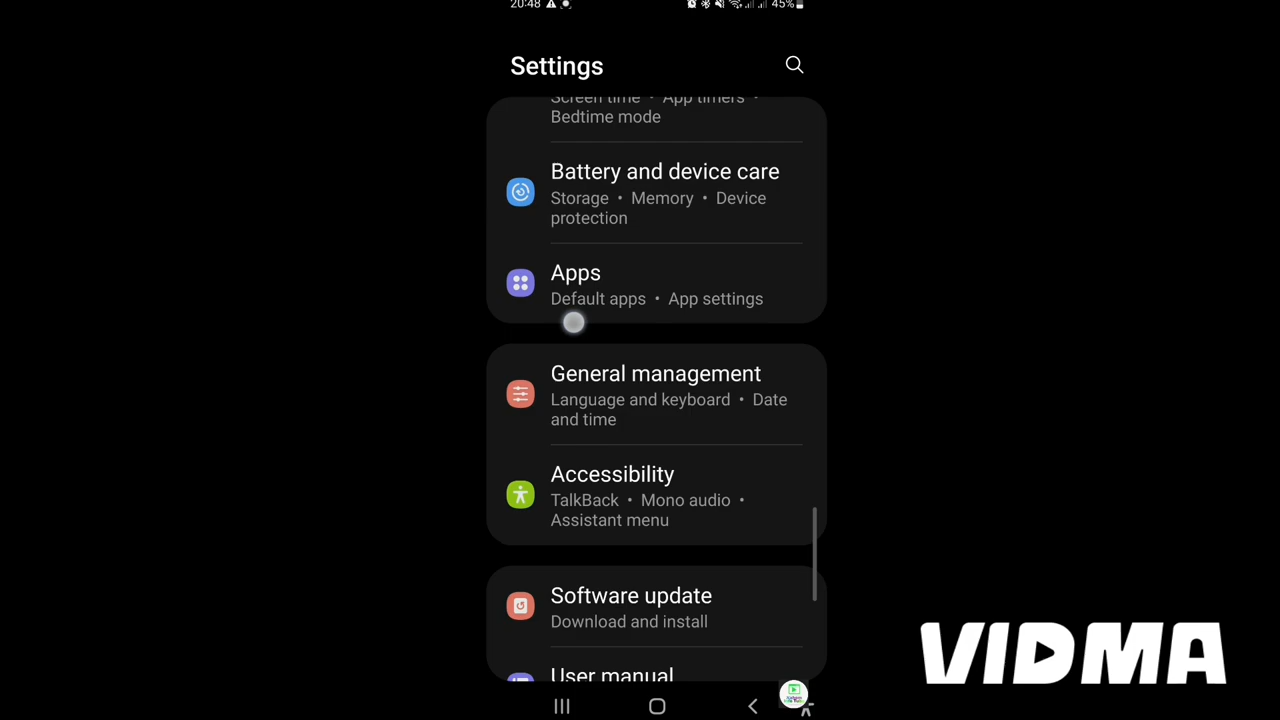 20:48
45%
Settings
Screen time • App timers •
Bedtime mode
Battery and device care
Storage • Memory • Device
protection
Apps
Default apps • App settings
General management
Language and keyboard • Date
and time
Accessibility
TalkBack • Mono audio •
Assistant menu
Software update
Download and install
User manual
VIDMA